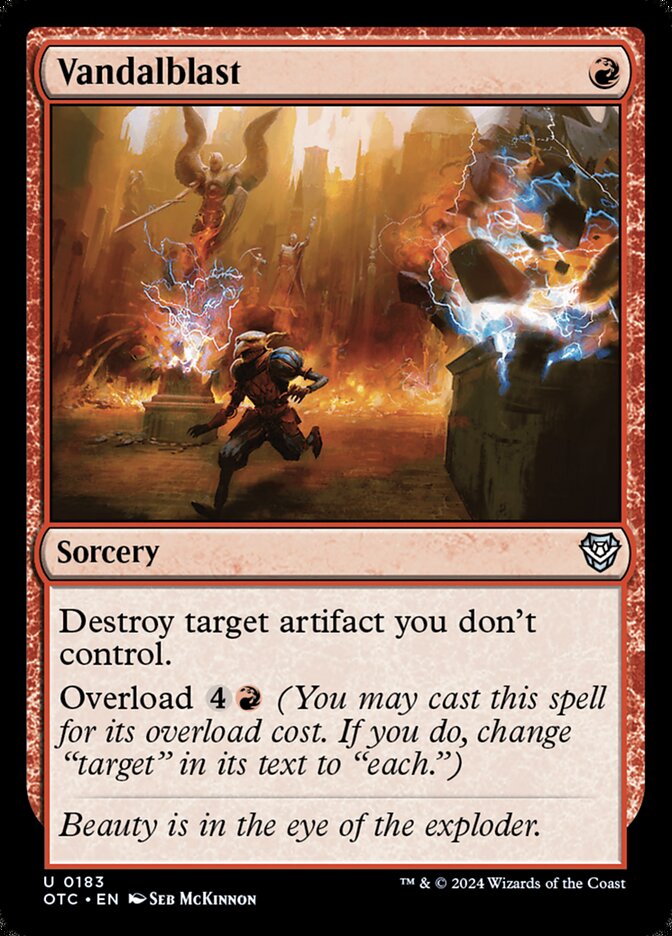 Vandalblast
Sorcery
Destroy target artifact you don't
control.
Overload 4 (You may cast this spell
for its overload cost. If you do, change
“target” in its text to “each.”)
Beauty is in the eye of the exploder.
U 0183
OTC • EN Seb McKinnon
™ & © 2024 Wizards of the Coast